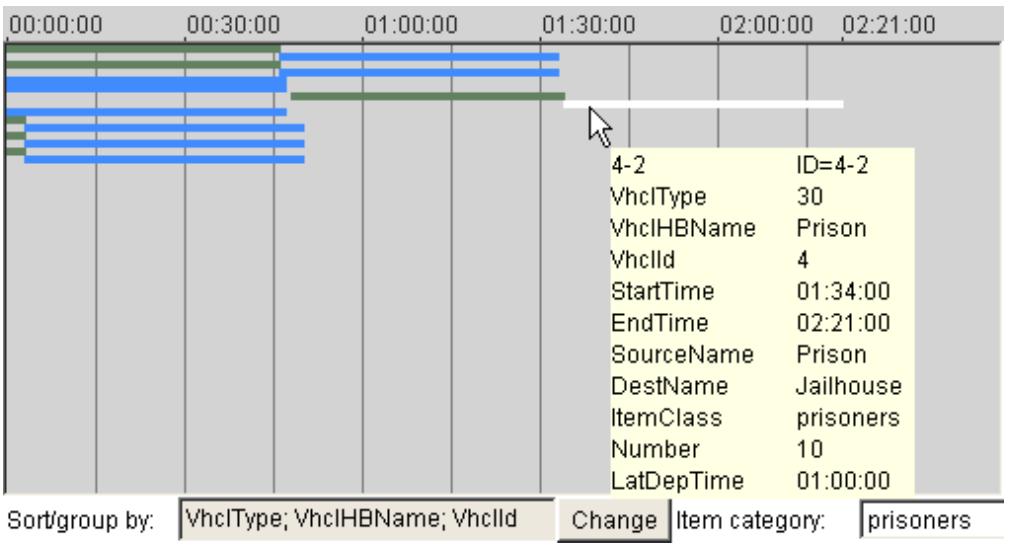 00:00:00 00:30:00 01:00:00 01:30:00 02:00:00 02:21:00
4-2 ID=4-2
VhclType 30
VhclHBName Prison
VhclId 4
StartTime 01:34:00
EndTime 02:21:00
SourceName Prison
DestName Jailhouse
ItemClass prisoners
Number 10
LatDepTime 01:00:00
Sort/group by: VhclType; VhclHBName; VhclId Change Item category: prisoners